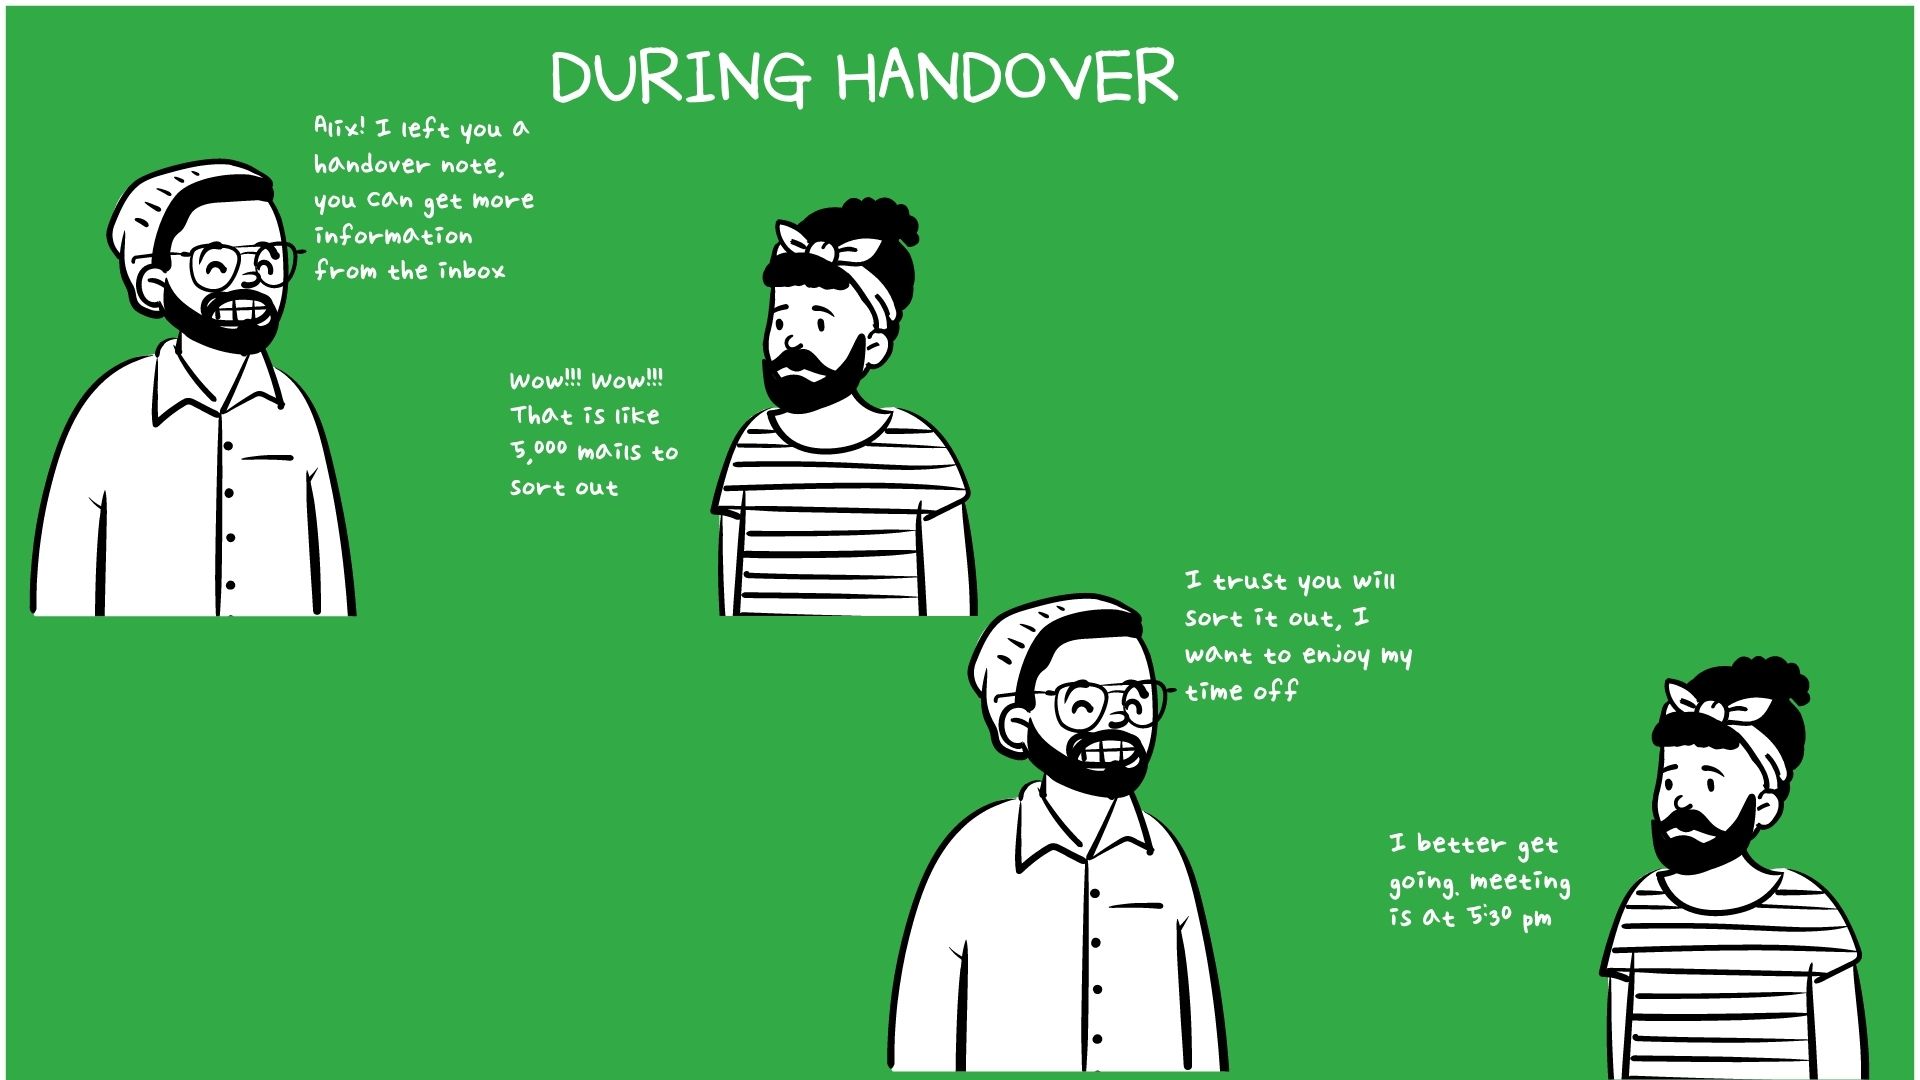 DURING HANDOVER
Alix! I left you a
handover note,
you can get more
information
from the inbox
Wow!!! Wow!!!
That is like
5,000 mails to
sort out
I trust you will
sort it out, I
want to enjoy my
time off
I better get
going. meeting
is at 5:30 pm